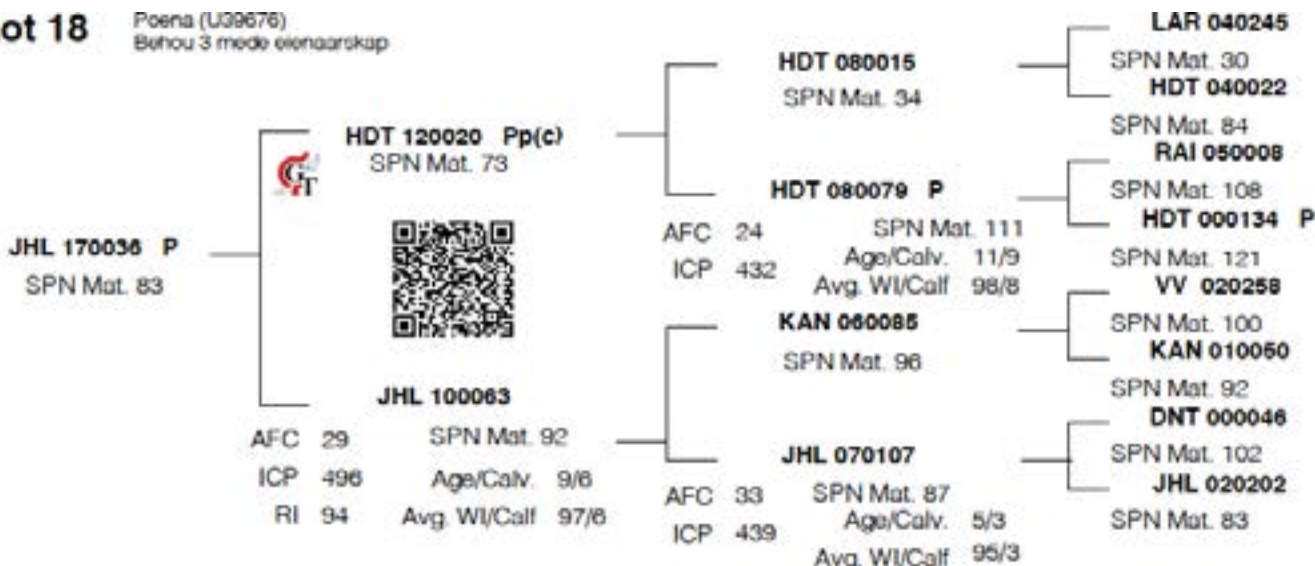 ot 18
Poena (U39676)
Behou 3 mede eienaarskap
JHL 170036 P
SPN Mat. 83
GT
HDT 120020 Pp(c)
SPN Mat. 73
JHL 100063
AFC 29 SPN Mat. 92
ICP 496 Age/Calv. 9/6
RI 94 Avg. WI/Calf 97/6
HDT 080015
SPN Mat. 34
HDT 080079 P
AFC 24 SPN Mat. 111
ICP 432 Age/Calv. 11/9
Avg. WI/Calf 98/8
KAN 060085
SPN Mat. 96
JHL 070107
AFC 33 SPN Mat. 87
ICP 439 Age/Calv. 5/3
Avg. WI/Calf 95/3
LAR 040245
SPN Mat. 30
HDT 040022
SPN Mat. 84
RAI 050008
SPN Mat. 108
HDT 000134 P
SPN Mat. 121
VV 020258
SPN Mat. 100
KAN 010050
SPN Mat. 92
DNT 000046
SPN Mat. 102
JHL 020202
SPN Mat. 83